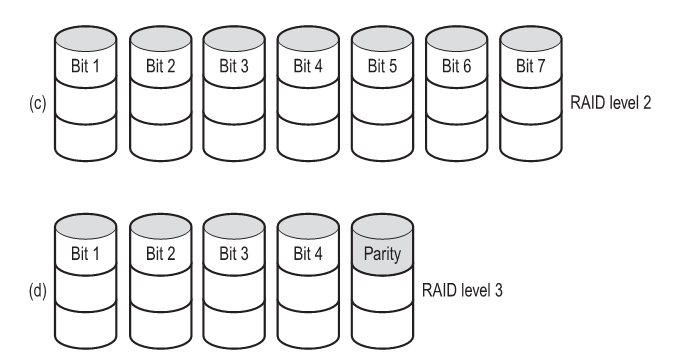 Bit 1 Bit 2 Bit 3 Bit 4 Bit 5 Bit 6 Bit 7
(c) RAID level 2
Bit 1 Bit 2 Bit 3 Bit 4 Parity
(d) RAID level 3